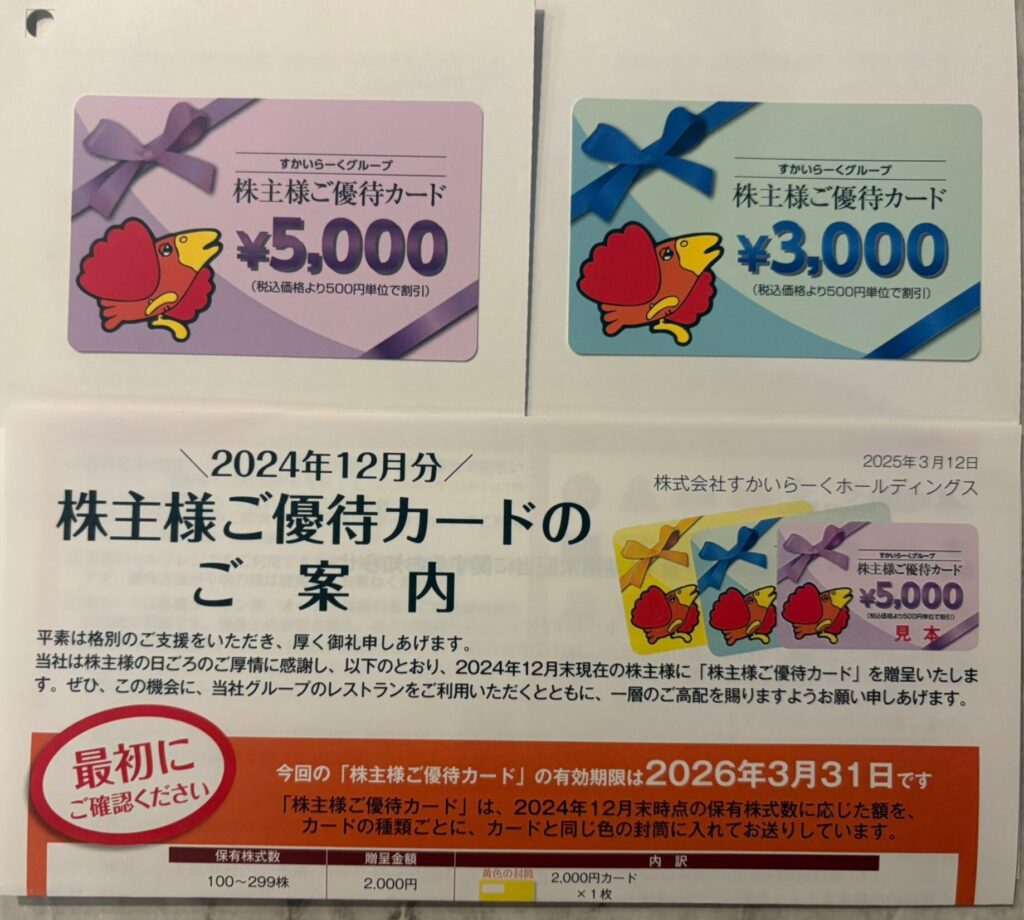 すかいらーくグループ
株主様ご優待カード
¥5,000
(税込価格より500円単位で割引)
すかいらーくグループ
株主様ご優待カード
¥3,000
(税込価格より500円単位で割引)
2025年3月12日
株式会社すかいらーくホールディングス
＼2024年12月分／
株主様ご優待カードの
ご案内
すかいらーくグループ
株主様ご優待カード
¥5,000
(税込価格より500円単位で割引)
見本
平素は格別のご支援をいただき、厚く御礼申しあげます。
当社は株主様の日ごろのご厚情に感謝し、以下のとおり、2024年12月末現在の株主様に「株主様ご優待カード」を贈呈いたしま
す。ぜひ、この機会に、当社グループのレストランをご利用いただくとともに、一層のご高配を賜りますようお願い申しあげます。
最初に
ご確認ください
今回の「株主様ご優待カード」の有効期限は2026年3月31日です
「株主様ご優待カード」は、2024年12月末時点の保有株式数に応じた額を、
カードの種類ごとに、カードと同じ色の封筒に入れてお送りしています。
保有株式数 贈呈金額 内訳
100～299株 2,000円 黄色の封筒 2,000円カード
×1枚